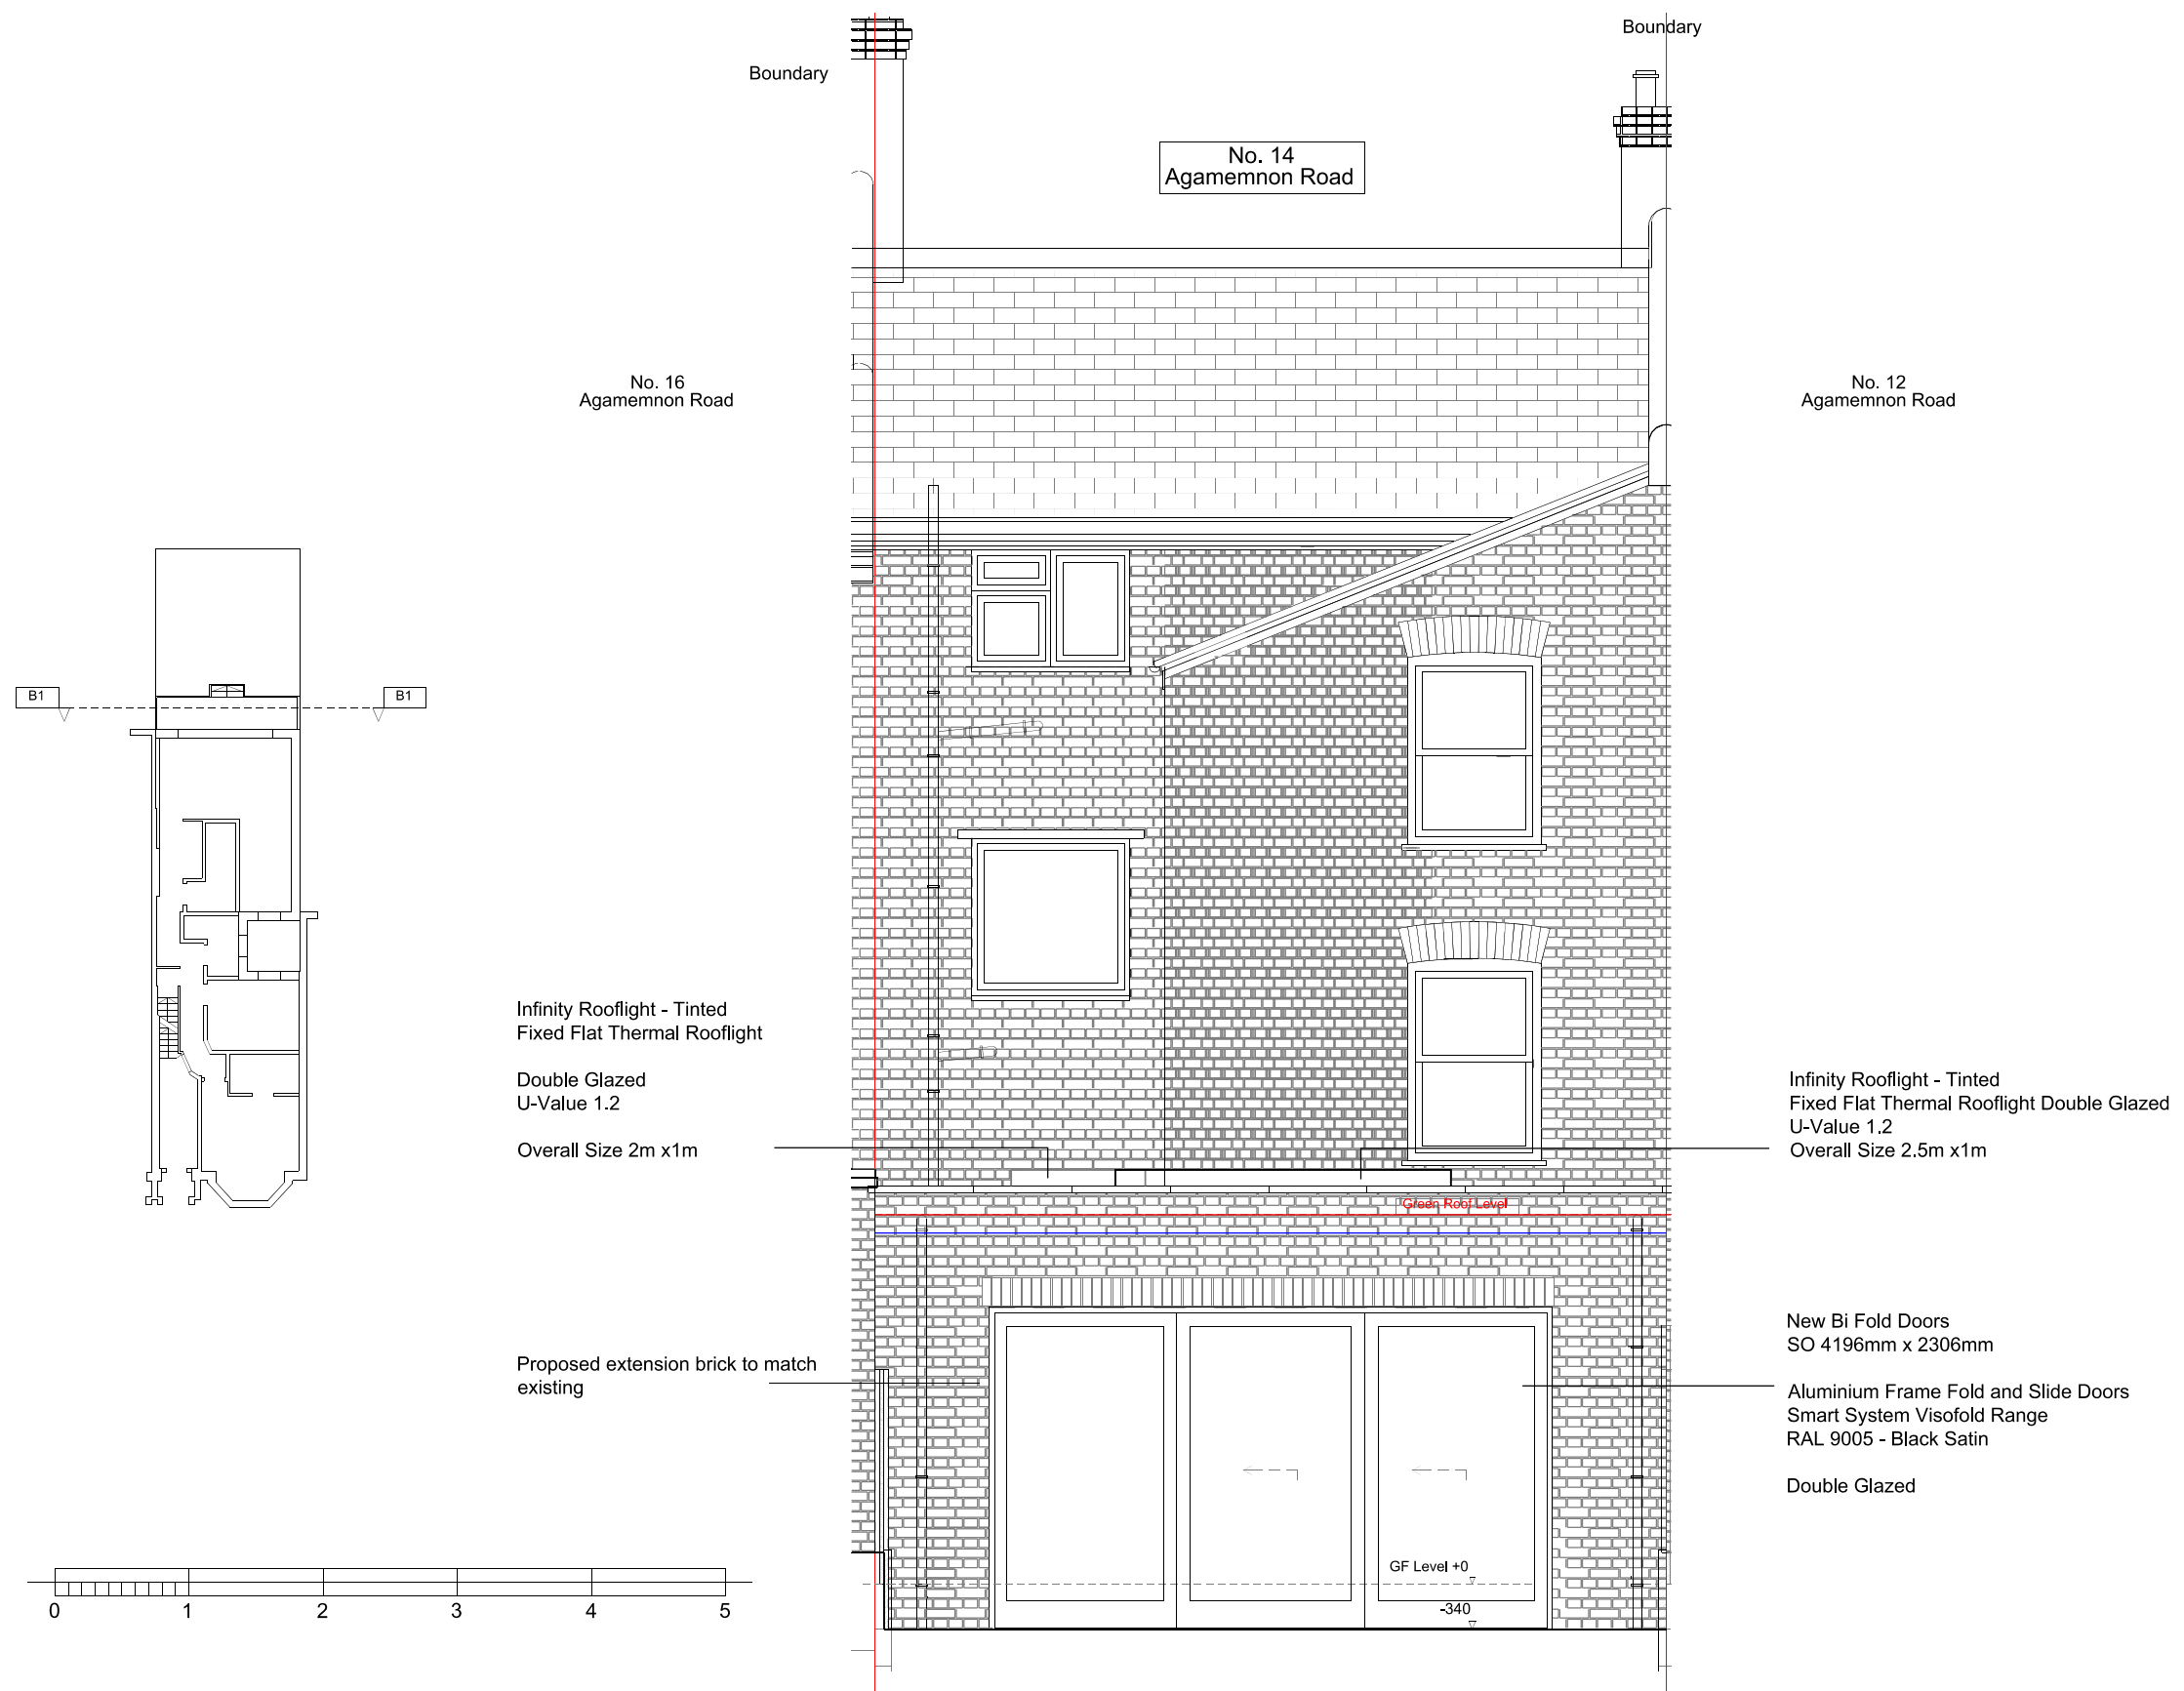 Boundary
Boundary
No. 14
Agamemnon Road
No. 16
Agamemnon Road
No. 12
Agamemnon Road
B1
B1
Infinity Rooflight - Tinted
Fixed Flat Thermal Rooflight
Double Glazed
U-Value 1.2
Overall Size 2m x1m
Infinity Rooflight - Tinted
Fixed Flat Thermal Rooflight Double Glazed
U-Value 1.2
Overall Size 2.5m x1m
Green Roof Level
Proposed extension brick to match
existing
New Bi Fold Doors
SO 4196mm x 2306mm
Aluminium Frame Fold and Slide Doors
Smart System Visofold Range
RAL 9005 - Black Satin
Double Glazed
GF Level +0
-340
0 1 2 3 4 5